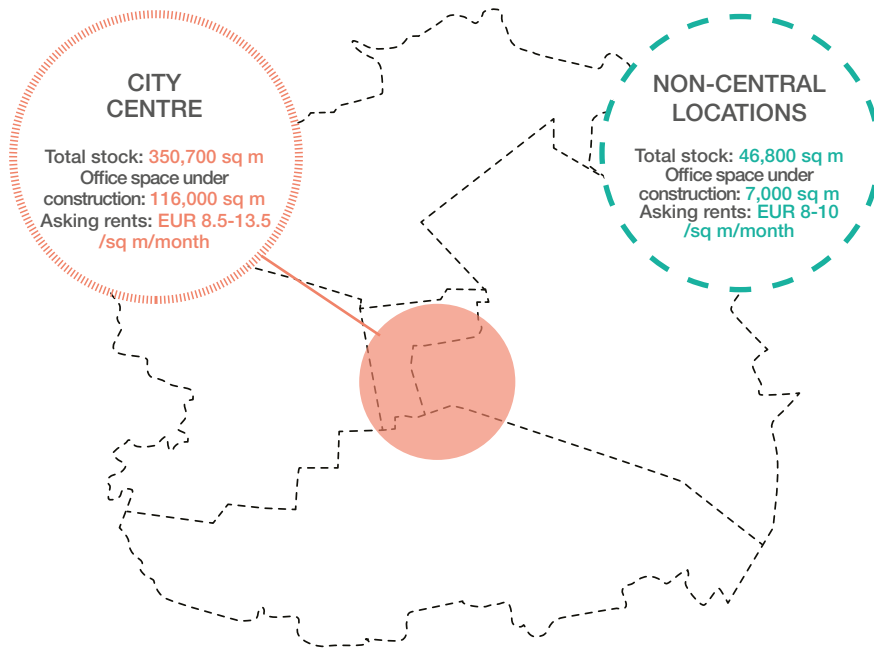 CITY
CENTRE
Total stock: 350,700 sq m
Office space under
construction: 116,000 sq m
Asking rents: EUR 8.5-13.5
/sq m/month
NON-CENTRAL
LOCATIONS
Total stock: 46,800 sq m
Office space under
construction: 7,000 sq m
Asking rents: EUR 8-10
/sq m/month